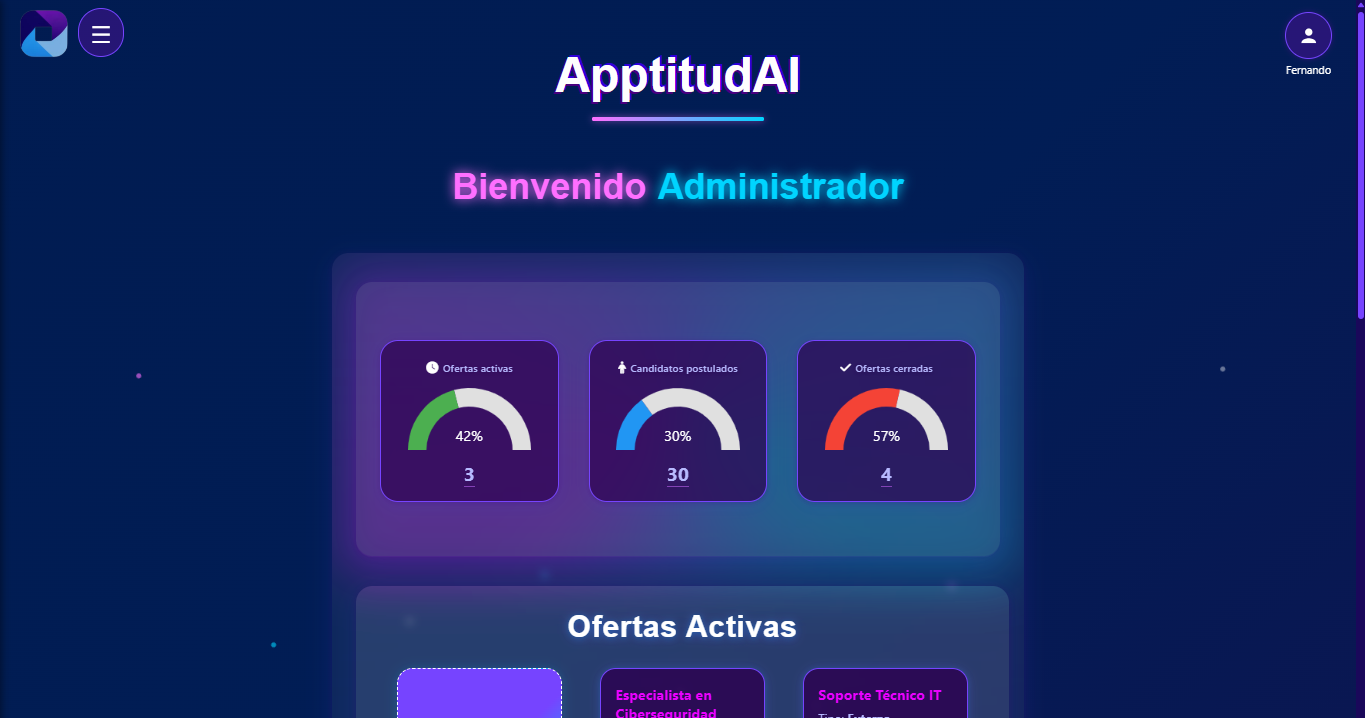 ApptitudAI
Fernando
Bienvenido Administrador
Ofertas activas
42%
3
Candidatos postulados
30%
30
Ofertas cerradas
57%
4
Ofertas Activas
Especialista en
Ciberseguridad
Soporte Técnico IT
Tipo: Externa